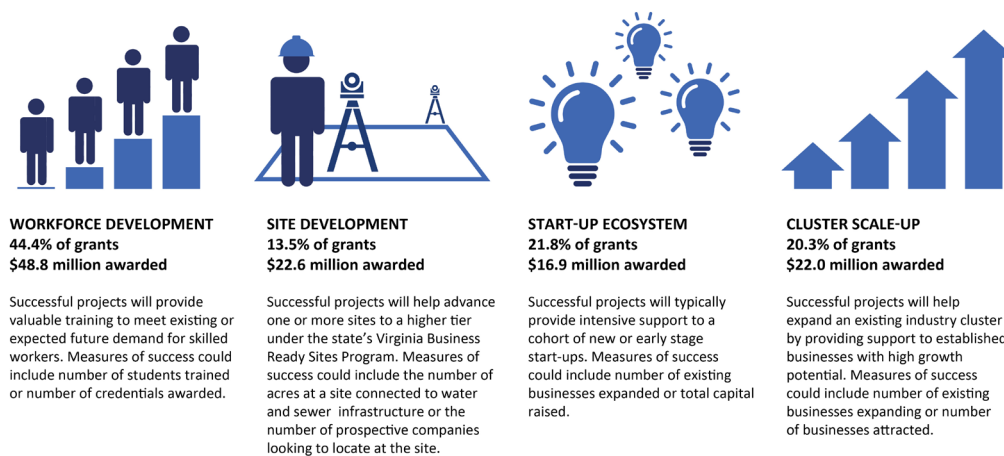 WORKFORCE DEVELOPMENT
44.4% of grants
$48.8 million awarded
Successful projects will provide
valuable training to meet existing or
expected future demand for skilled
workers. Measures of success could
include number of students trained
or number of credentials awarded.
SITE DEVELOPMENT
13.5% of grants
$22.6 million awarded
Successful projects will help advance
one or more sites to a higher tier
under the state's Virginia Business
Ready Sites Program. Measures of
success could include the number of
acres at a site connected to water
and sewer infrastructure or the
number of prospective companies
looking to locate at the site.
START-UP ECOSYSTEM
21.8% of grants
$16.9 million awarded
Successful projects will typically
provide intensive support to a
cohort of new or early stage
start-ups. Measures of success
could include number of existing
businesses expanded or total capital
raised.
CLUSTER SCALE-UP
20.3% of grants
$22.0 million awarded
Successful projects will help
expand an existing industry cluster
by providing support to established
businesses with high growth
potential. Measures of success
could include number of existing
businesses expanding or number
of businesses attracted.